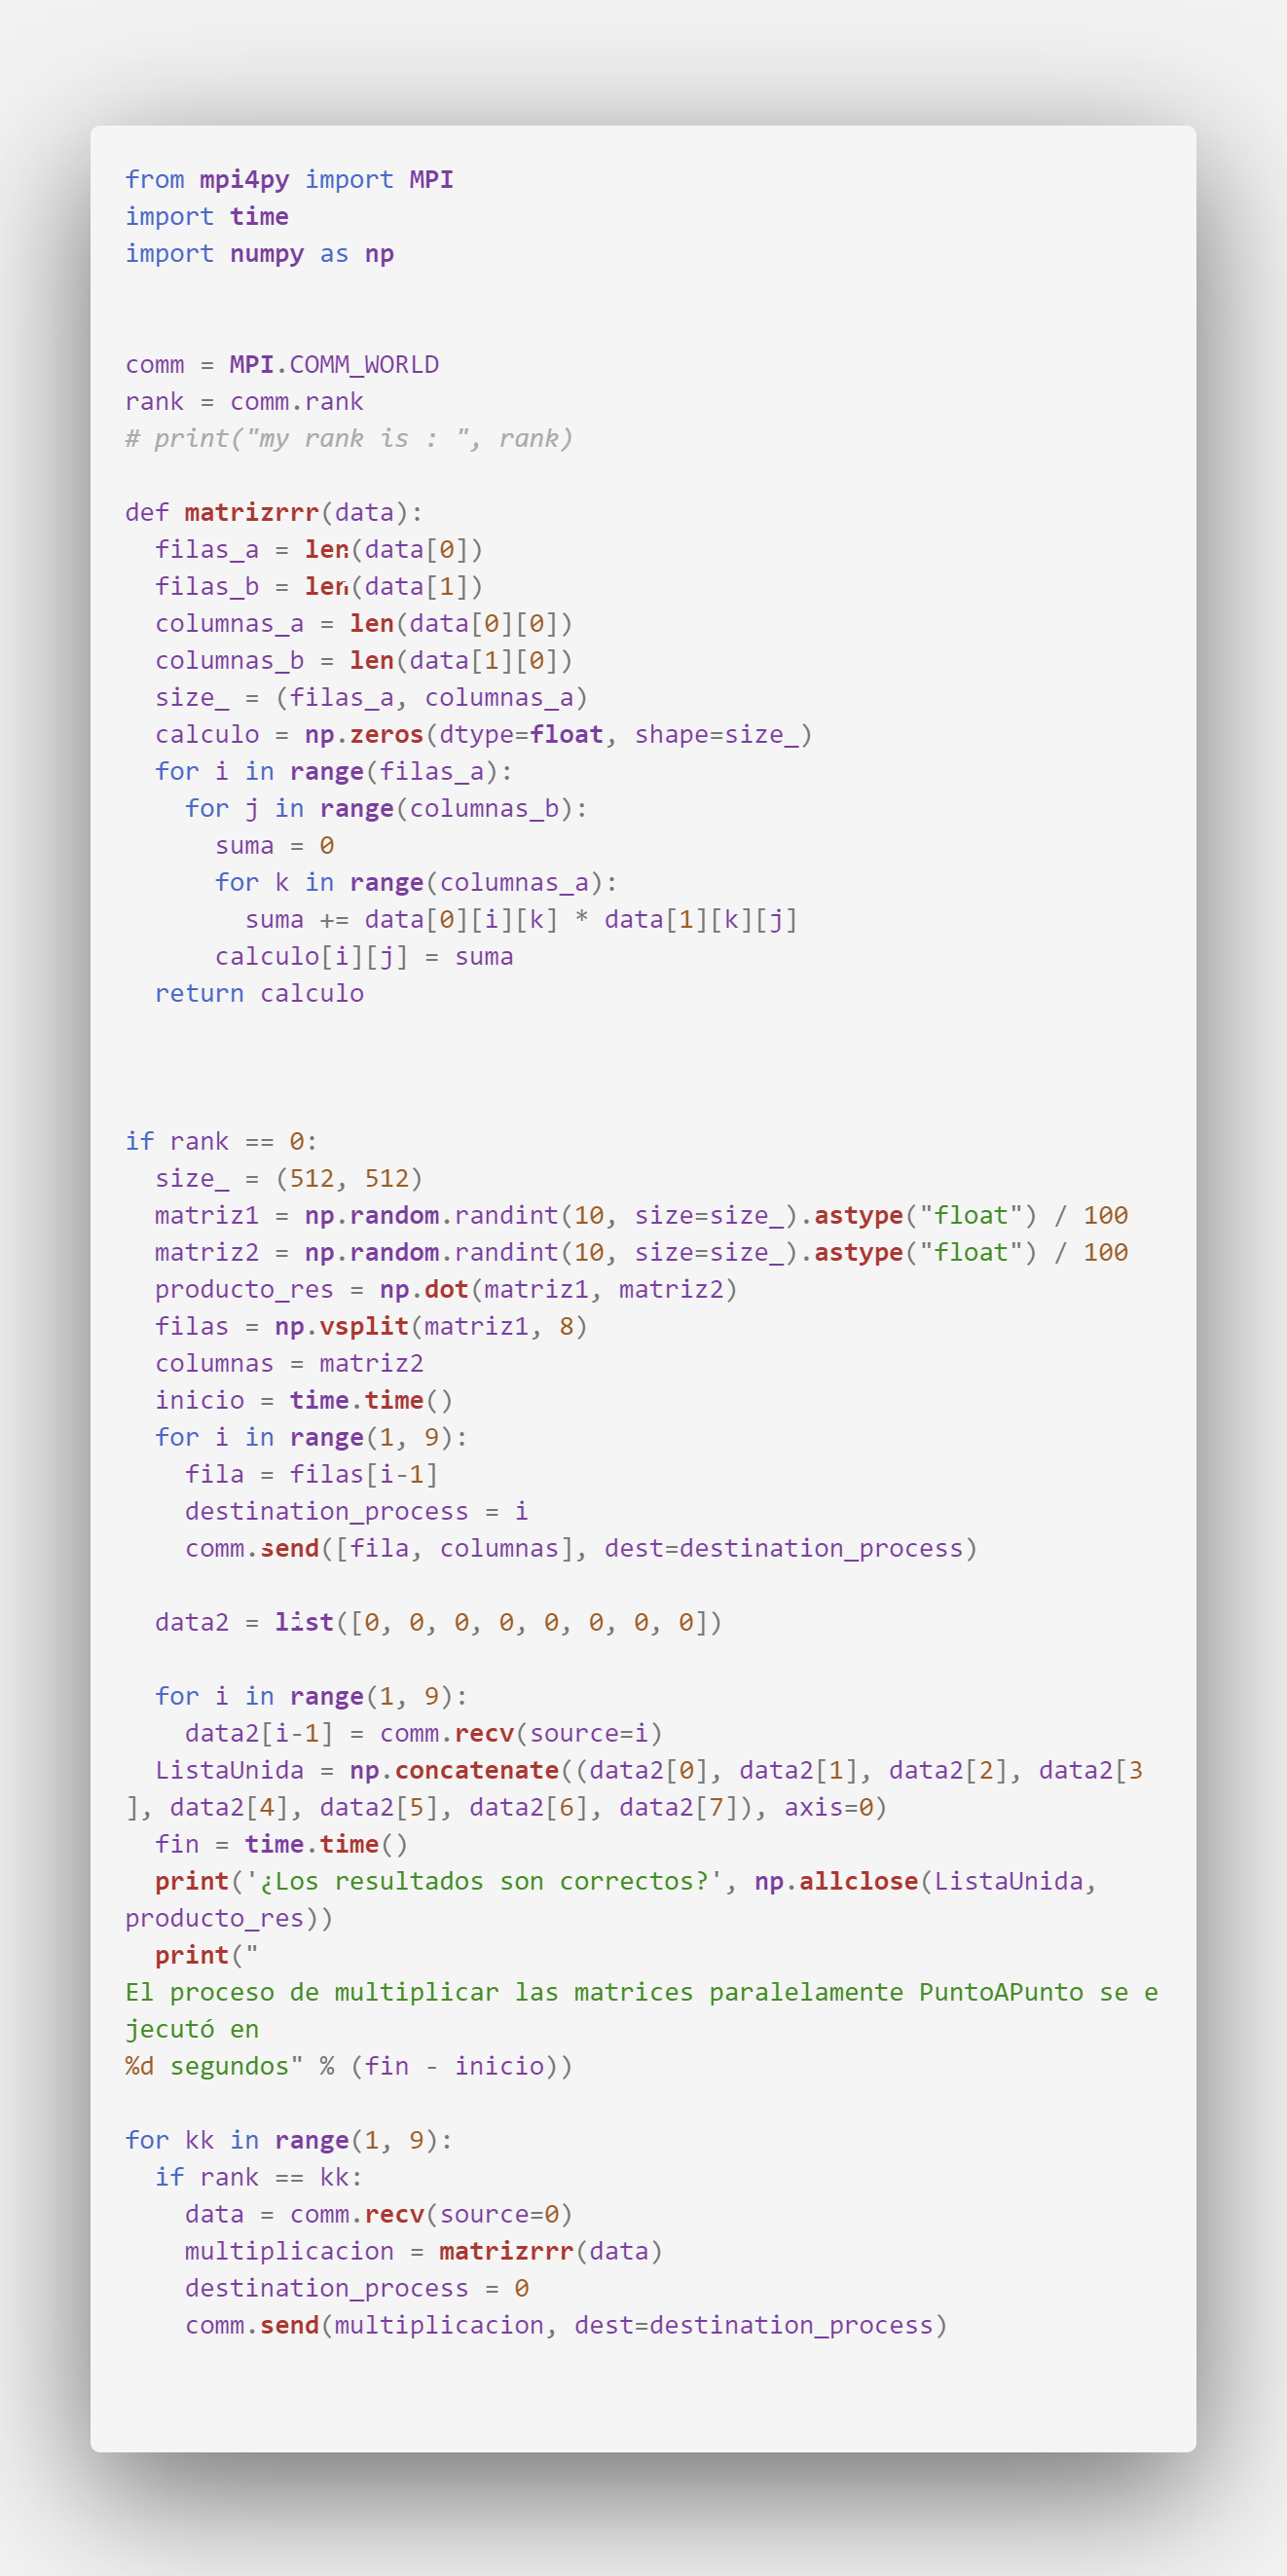 from mpi4py import MPI
import time
import numpy as np
comm = MPI.COMM_WORLD
rank = comm.rank
# print("my rank is : ", rank)
def matrizrrr(data):
  filas_a = len(data[0])
  filas_b = len(data[1])
  columnas_a = len(data[0][0])
  columnas_b = len(data[1][0])
  size_ = (filas_a, columnas_a)
  calculo = np.zeros(dtype=float, shape=size_)
  for i in range(filas_a):
    for j in range(columnas_b):
      suma = 0
      for k in range(columnas_a):
        suma += data[0][i][k] * data[1][k][j]
      calculo[i][j] = suma
  return calculo
if rank == 0:
  size_ = (512, 512)
  matriz1 = np.random.randint(10, size=size_).astype("float") / 100
  matriz2 = np.random.randint(10, size=size_).astype("float") / 100
  producto_res = np.dot(matriz1, matriz2)
  filas = np.vsplit(matriz1, 8)
  columnas = matriz2
  inicio = time.time()
  for i in range(1, 9):
    fila = filas[i-1]
    destination_process = i
    comm.send([fila, columnas], dest=destination_process)
  data2 = list([0, 0, 0, 0, 0, 0, 0, 0])
  for i in range(1, 9):
    data2[i-1] = comm.recv(source=i)
  ListaUnida = np.concatenate((data2[0], data2[1], data2[2], data2[3
], data2[4], data2[5], data2[6], data2[7]), axis=0)
  fin = time.time()
  print('¿Los resultados son correctos?', np.allclose(ListaUnida,
producto_res))
  print("
El proceso de multiplicar las matrices paralelamente PuntoAPunto se e
jecutó en
%d segundos" % (fin - inicio))
for kk in range(1, 9):
  if rank == kk:
    data = comm.recv(source=0)
    multiplicacion = matrizrrr(data)
    destination_process = 0
    comm.send(multiplicacion, dest=destination_process)